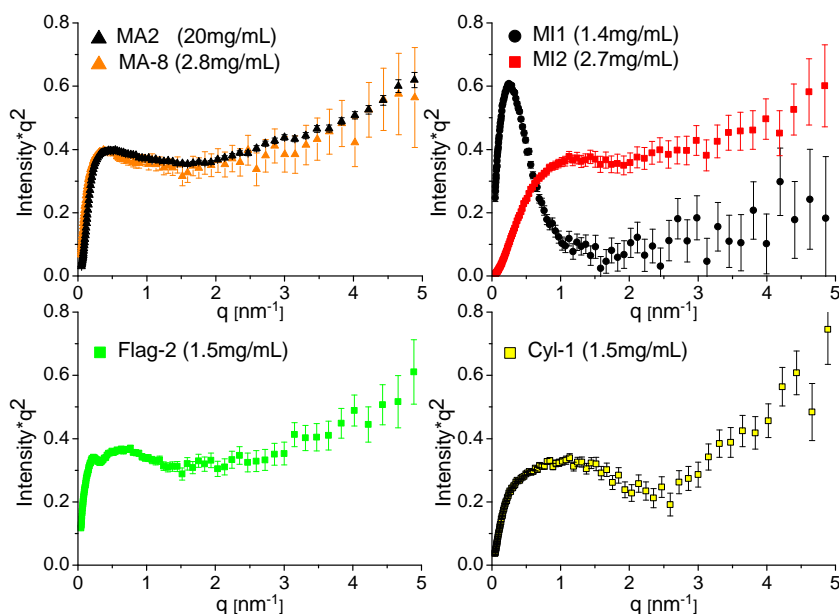 MA2 (20mg/mL)
MA-8 (2.8mg/mL)
Intensity*q2
0.8
0.6
0.4
0.2
0.0
0 1 2 3 4 5
q [nm-1]
MI1 (1.4mg/mL)
MI2 (2.7mg/mL)
Intensity*q2
0.8
0.6
0.4
0.2
0.0
0 1 2 3 4 5
q [nm-1]
Flag-2 (1.5mg/mL)
Intensity*q2
0.8
0.6
0.4
0.2
0.0
0 1 2 3 4 5
q [nm-1]
Cyl-1 (1.5mg/mL)
Intensity*q2
0.8
0.6
0.4
0.2
0.0
0 1 2 3 4 5
q [nm-1]